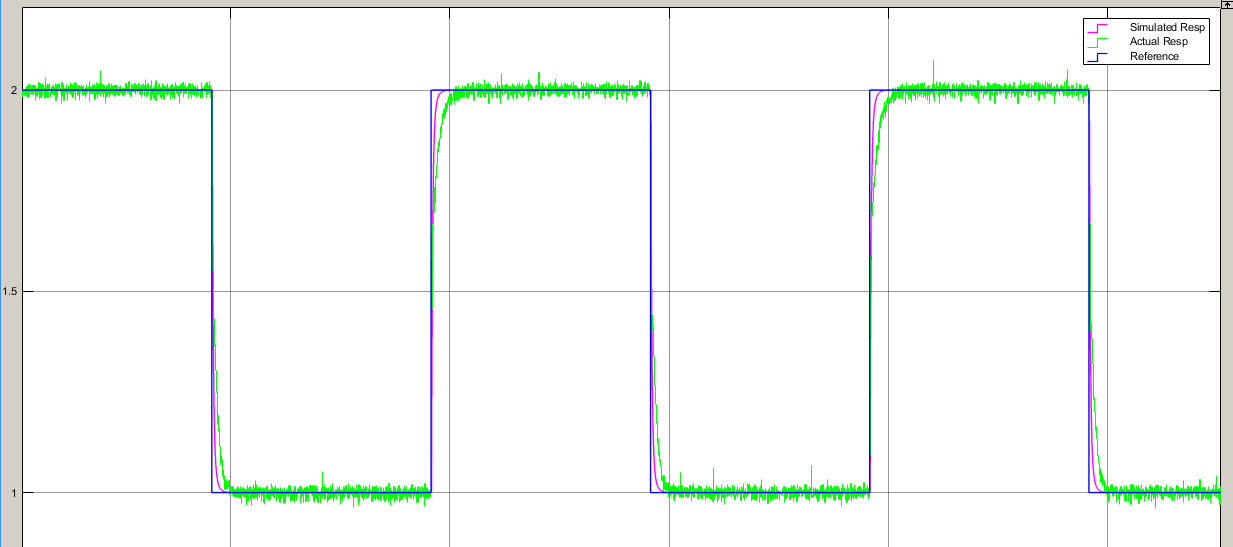 Simulated Resp
Actual Resp
Reference
2
1.5
1